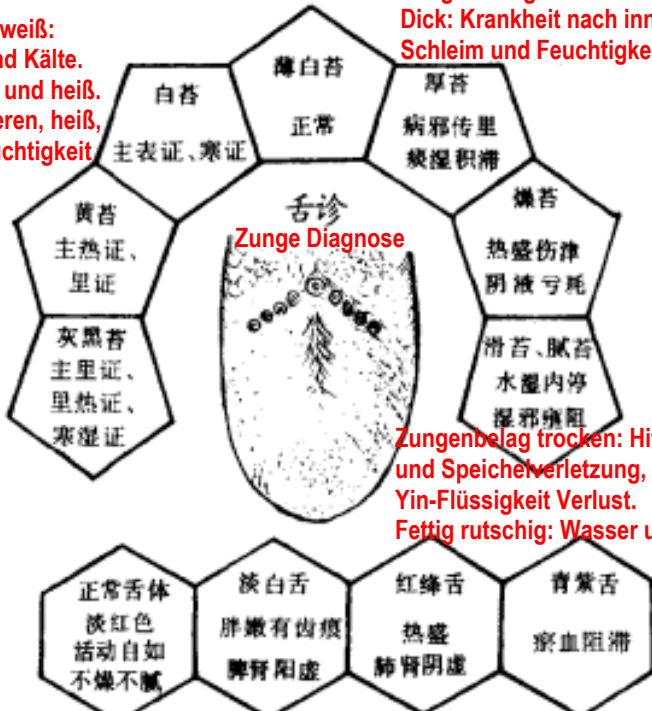 weiß:
nd Kälte.
und heiß.
eren, heiß,
uchtigkeit
Dick: Krankheit nach inn
Schleim und Feuchtigke
薄白苔
正常
白苔
主表证、寒证
厚苔
病邪传里
痰湿积滞
黄苔
主热证、
里证
燥苔
热盛伤津
阴液亏耗
灰黑苔
主里证、
里热证、
寒湿证
滑苔、腻苔
水湿内停
湿邪雍阻
舌诊
Zunge Diagnose
Zungenbelag trocken: Hit
und Speichelverletzung,
Yin-Flüssigkeit Verlust.
Fettig rutschig: Wasser u
正常舌体
淡红色
活动自如
不燥不腻
淡白舌
胖嫩有齿痕
脾肾阳虚
红绛舌
热盛
肺肾阴虚
青紫舌
瘀血阻滞